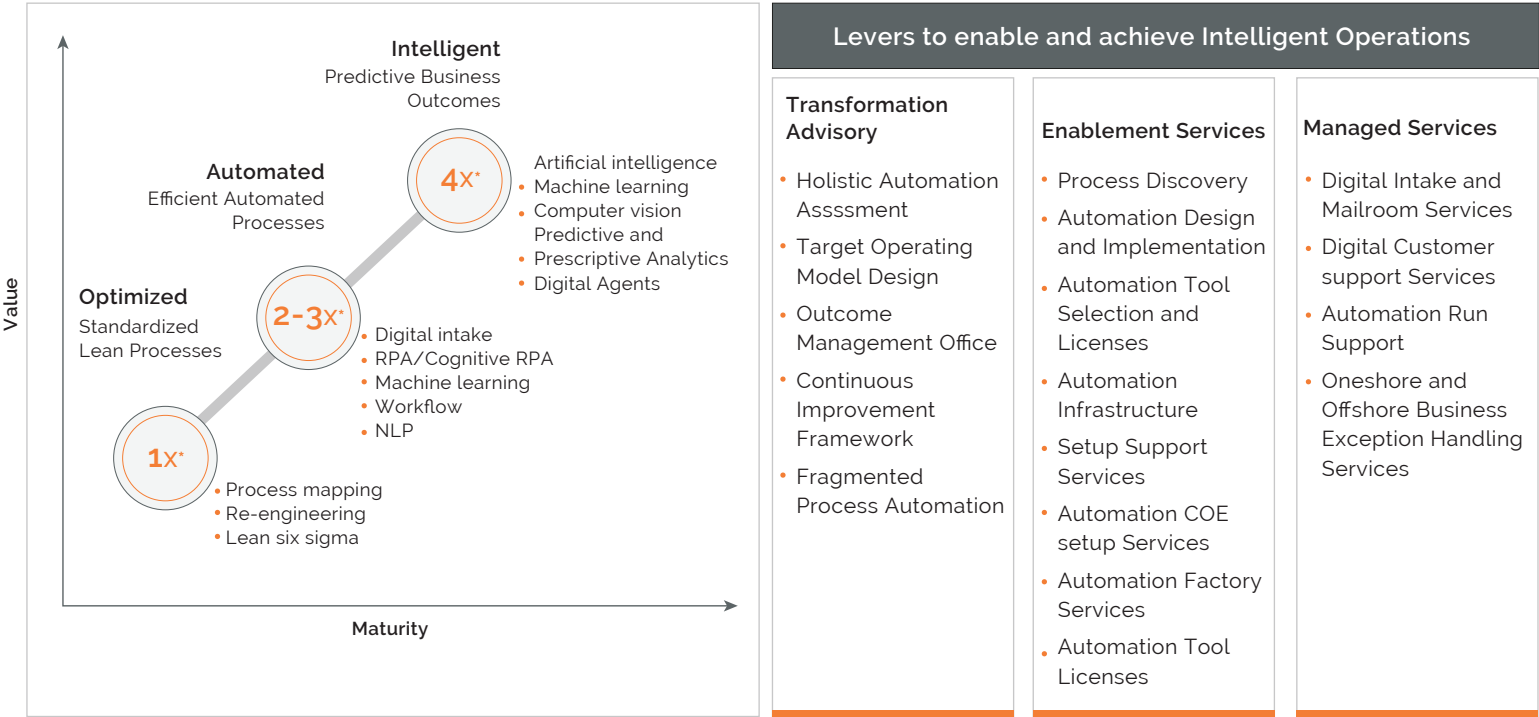 Value
Intelligent
Predictive Business
Outcomes
4x*
Artificial intelligence
Machine learning
Computer vision
Predictive and
Prescriptive Analytics
Digital Agents
Automated
Efficient Automated
Processes
2-3x*
Digital intake
RPA/Cognitive RPA
Machine learning
Workflow
NLP
Optimized
Standardized
Lean Processes
1x*
Process mapping
Re-engineering
Lean six sigma
Maturity
Levers to enable and achieve Intelligent Operations
Transformation
Advisory
Holistic Automation
Asssment
Target Operating
Model Design
Outcome
Management Office
Continuous
Improvement
Framework
Fragmented
Process Automation
Enablement Services
Process Discovery
Automation Design
and Implementation
Automation Tool
Selection and
Licenses
Automation
Infrastructure
Setup Support
Services
Automation COE
setup Services
Automation Factory
Services
Automation Tool
Licenses
Managed Services
Digital Intake and
Mailroom Services
Digital Customer
support Services
Automation Run
Support
Oneshore and
Offshore Business
Exception Handling
Services